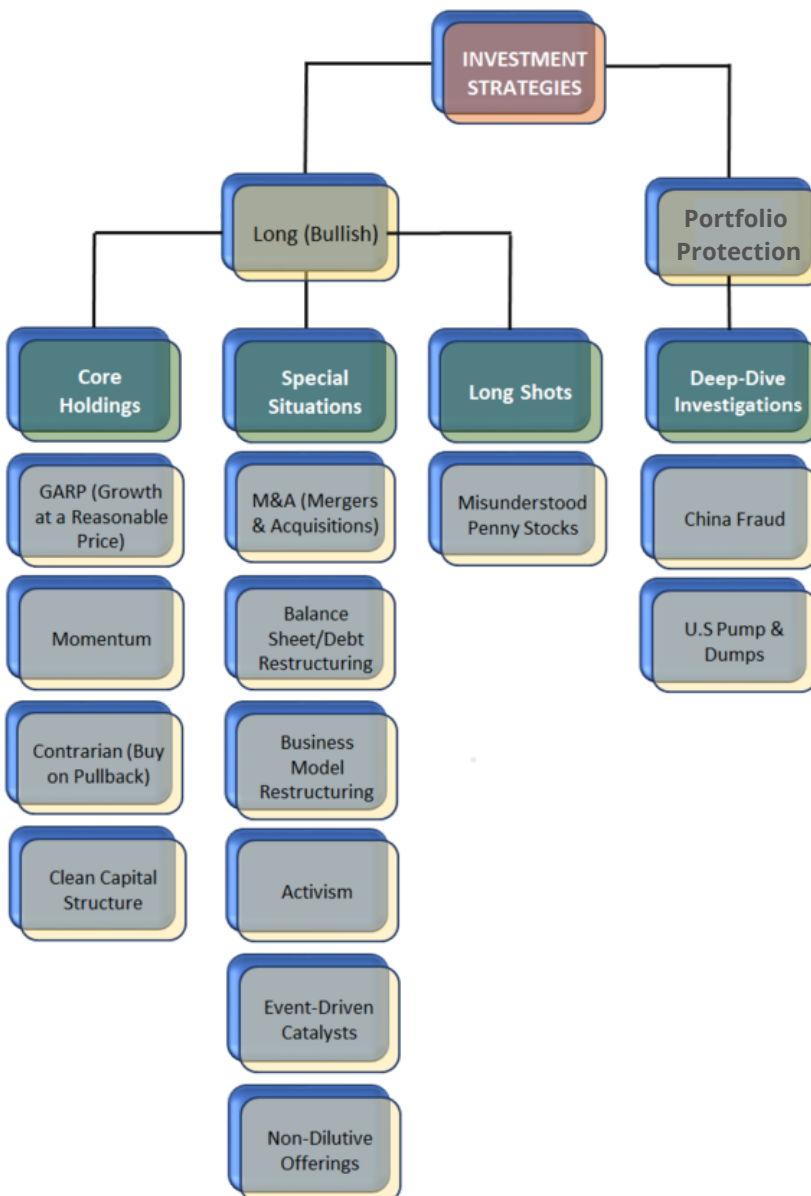 INVESTMENT
STRATEGIES
Long (Bullish)
Portfolio
Protection
Core
Holdings
Special
Situations
Long Shots
Deep-Dive
Investigations
GARP (Growth
at a Reasonable
Price)
M&A (Mergers
& Acquisitions)
Misunderstood
Penny Stocks
China Fraud
Momentum
Balance
Sheet/Debt
Restructuring
U.S Pump &
Dumps
Contrarian (Buy
on Pullback)
Business
Model
Restructuring
Clean Capital
Structure
Activism
Event-Driven
Catalysts
Non-Dilutive
Offerings